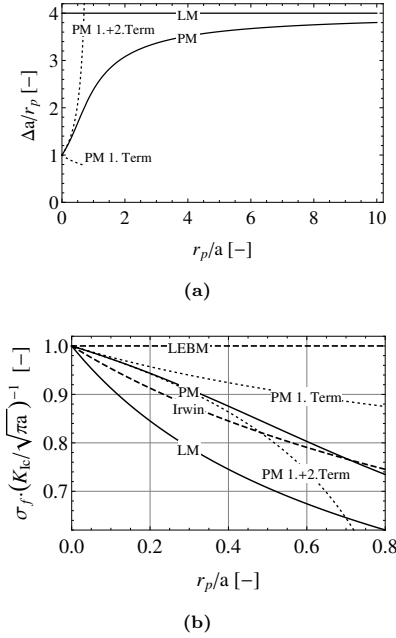 4
LM
PM 1.+2.Term
PM
3
Δa/r_p [−]
2
1
PM 1. Term
0
0 2 4 6 8 10
r_p/a [−]
(a)
1.0
LEBM
0.9
PM 1. Term
PM
Irwin
0.8
LM
PM 1.+2.Term
0.7
σ_f·(K_Ic/√πa)^−1 [−]
0.0 0.2 0.4 0.6 0.8
r_p/a [−]
(b)